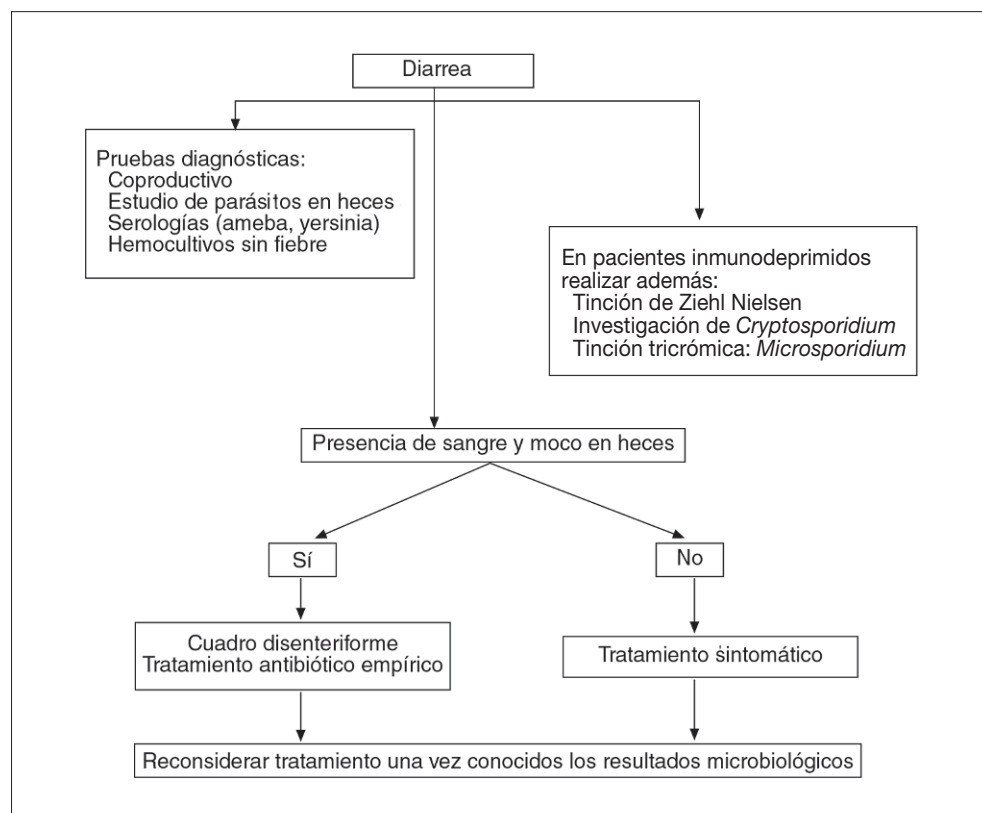 Diarrea
Pruebas diagnósticas:
Coproductivo
Estudio de parásitos en heces
Serologías (ameba, yersinia)
Hemocultivos sin fiebre
En pacientes inmunodeprimidos
realizar además:
Tinción de Ziehl Nielsen
Investigación de Cryptosporidium
Tinción tricrómica: Microsporidium
Presencia de sangre y moco en heces
Sí
No
Cuadro disenteriforme
Tratamiento antibiótico empírico
Tratamiento sintomático
Reconsiderar tratamiento una vez conocidos los resultados microbiológicos